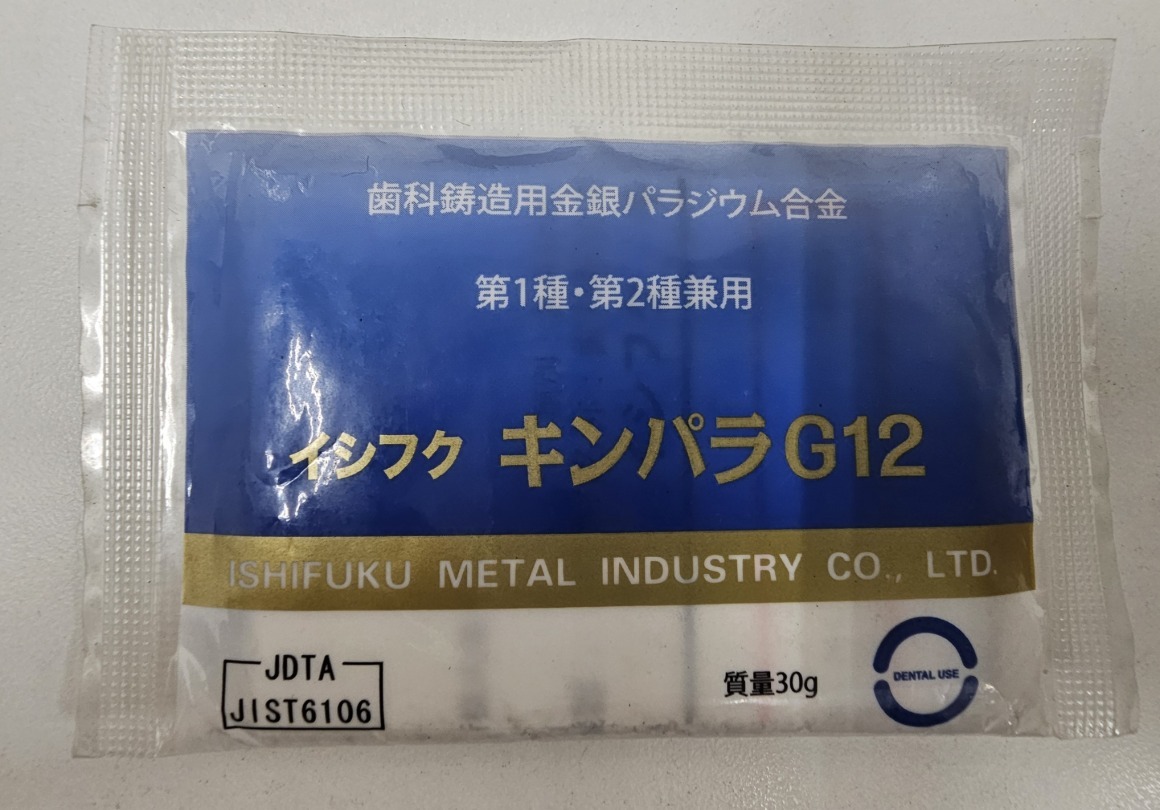 歯科鋳造用金銀パラジウム合金
第1種・第2種兼用
イシフク キンパラG12
ISHIFUKU METAL INDUSTRY CO., LTD.
JDTA
JIST6106
質量30g
DENTAL USE